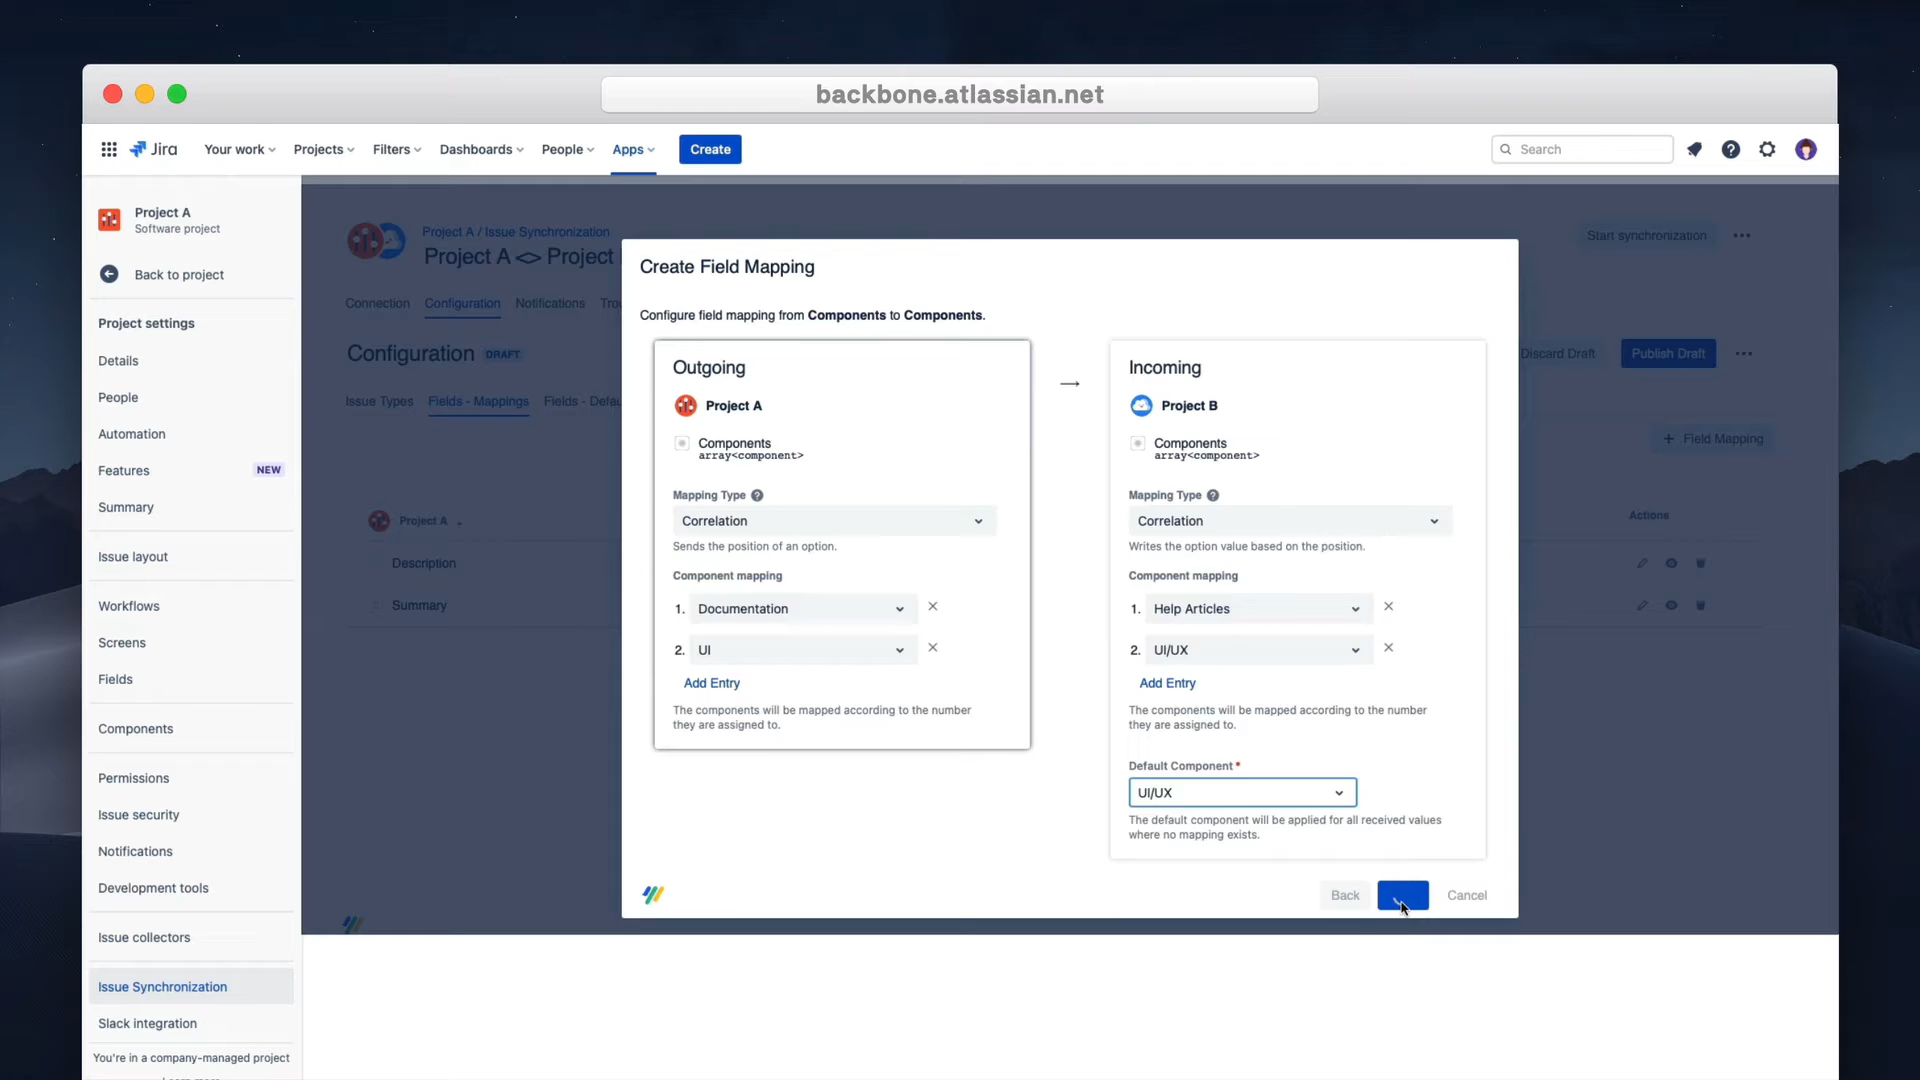 backbone.atlassian.net
Jira
Your work
Projects
Filters
Dashboards
People
Apps
Create
Search
Project A
Software project
Back to project
Project settings
Details
People
Automation
Features
NEW
Summary
Issue layout
Workflows
Screens
Fields
Components
Permissions
Issue security
Notifications
Development tools
Issue collectors
Issue Synchronization
Slack integration
You're in a company-managed project
Project A / Issue Synchronization
Project A <> Project
Start synchronization
Connection
Configuration
Notifications
Configuration
DRAFT
Discard Draft
Publish Draft
Issue Types
Fields - Mappings
Fields -
+ Field Mapping
Project A
Actions
Description
Summary
Create Field Mapping
Configure field mapping from Components to Components.
Outgoing
Project A
Components
array<component>
Mapping Type
Correlation
Sends the position of an option.
Component mapping
1. Documentation
2. UI
Add Entry
The components will be mapped according to the number
they are assigned to.
→
Incoming
Project B
Components
array<component>
Mapping Type
Correlation
Writes the option value based on the position.
Component mapping
1. Help Articles
2. UI/UX
Add Entry
The components will be mapped according to the number
they are assigned to.
Default Component *
UI/UX
The default component will be applied for all received values
where no mapping exists.
Back
Cancel